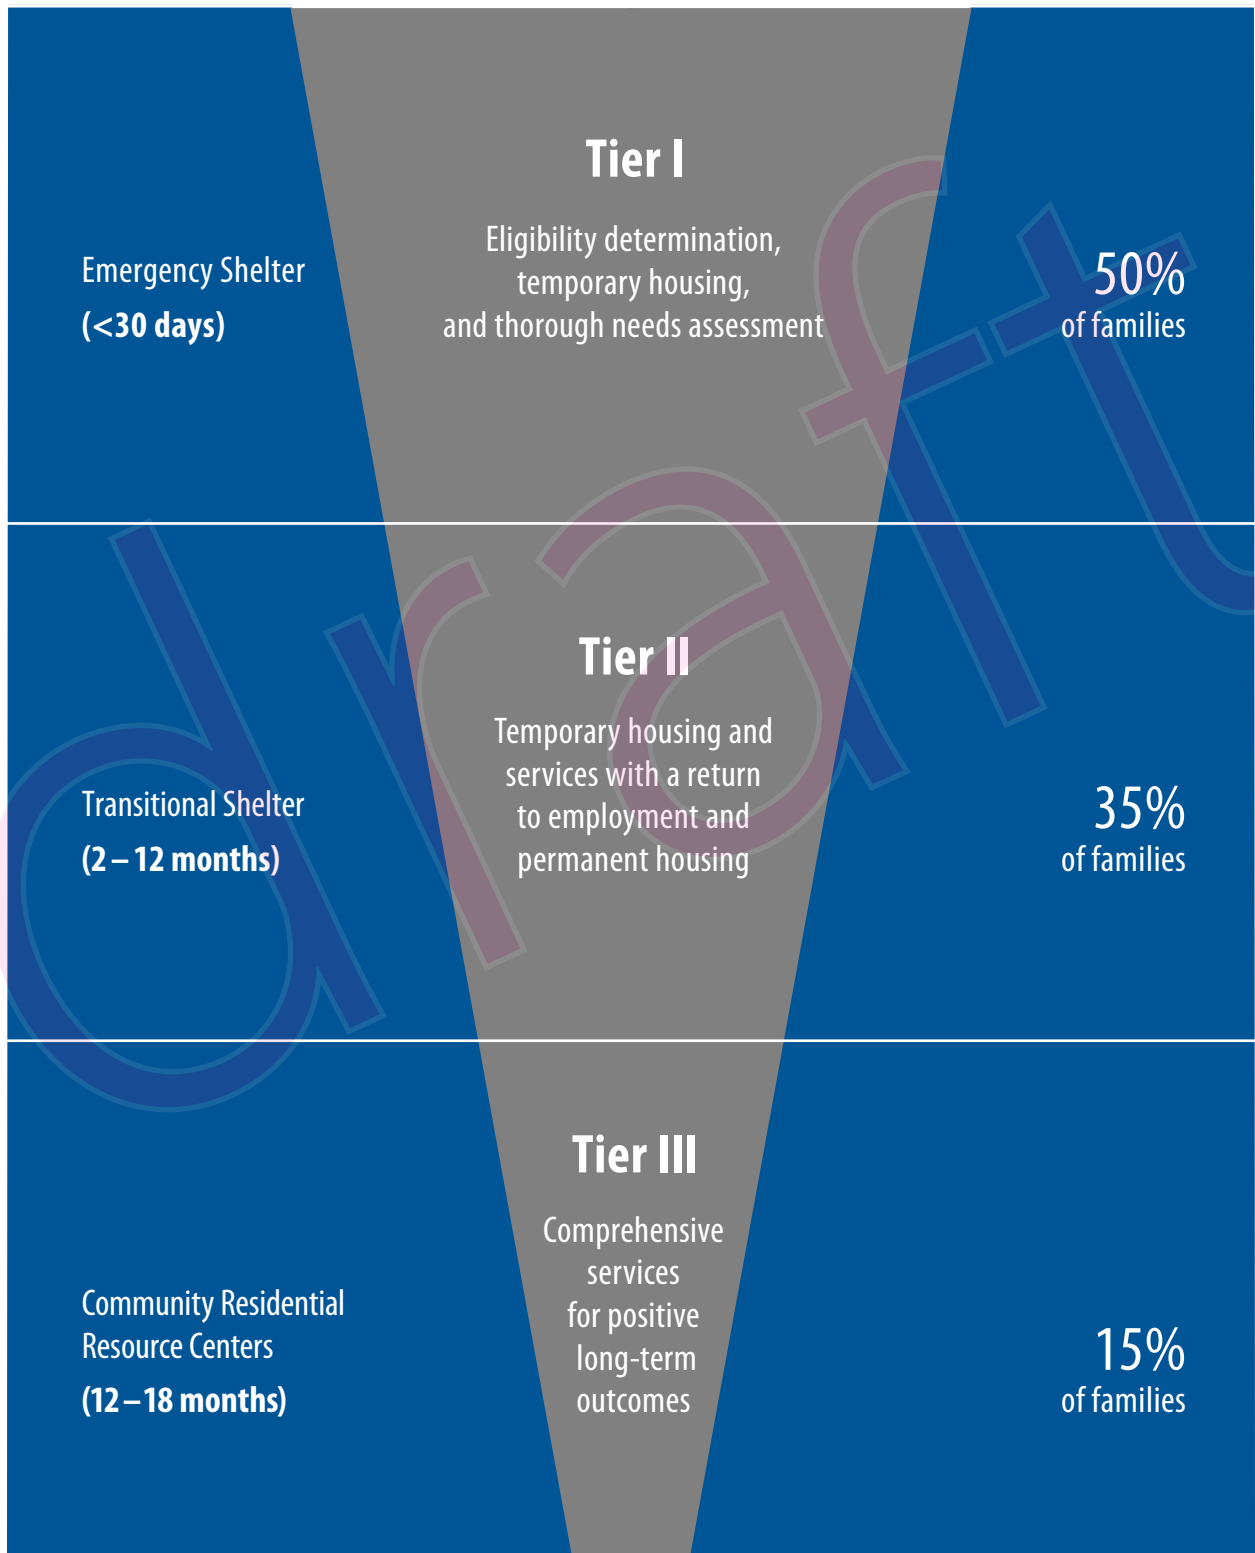 Tier I
Emergency Shelter
(<30 days)
Eligibility determination,
temporary housing,
and thorough needs assessment
50%
of families
Tier II
Transitional Shelter
(2 – 12 months)
Temporary housing and
services with a return
to employment and
permanent housing
35%
of families
Tier III
Community Residential
Resource Centers
(12 – 18 months)
Comprehensive
services
for positive
long-term
outcomes
15%
of families
draft